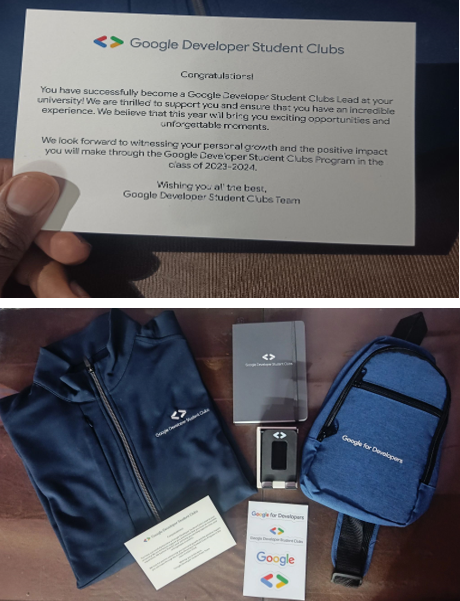 Google Developer Student Clubs
Congratulations!
You have successfully become a Google Developer Student Clubs Lead at your
university! We are thrilled to support you and ensure that you have an incredible
experience. We believe that this year will bring you exciting opportunities and
unforgettable moments.
We look forward to witnessing your personal growth and the positive impact
you will make through the Google Developer Student Clubs Program in the
class of 2023-2024.
Wishing you all the best,
Google Developer Student Clubs Team
Google Developer Student Clubs
Google Developer Student Clubs
Google for Developers
Google Developer Student Clubs
Google for Developers
Google Developer Student Clubs
Google